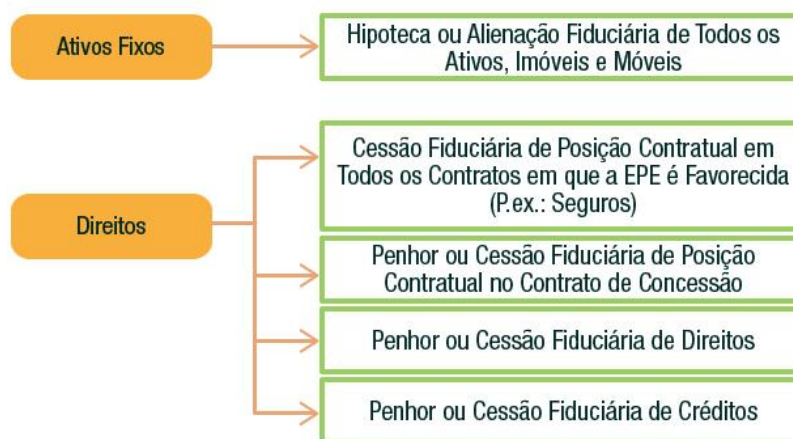 Ativos Fixos
Hipoteca ou Alienação Fiduciária de Todos os
Ativos, Imóveis e Móveis
Direitos
Cessão Fiduciária de Posição Contratual em
Todos os Contratos em que a EPE é Favorecida
(P.ex.: Seguros)
Penhor ou Cessão Fiduciária de Posição
Contratual no Contrato de Concessão
Penhor ou Cessão Fiduciária de Direitos
Penhor ou Cessão Fiduciária de Créditos